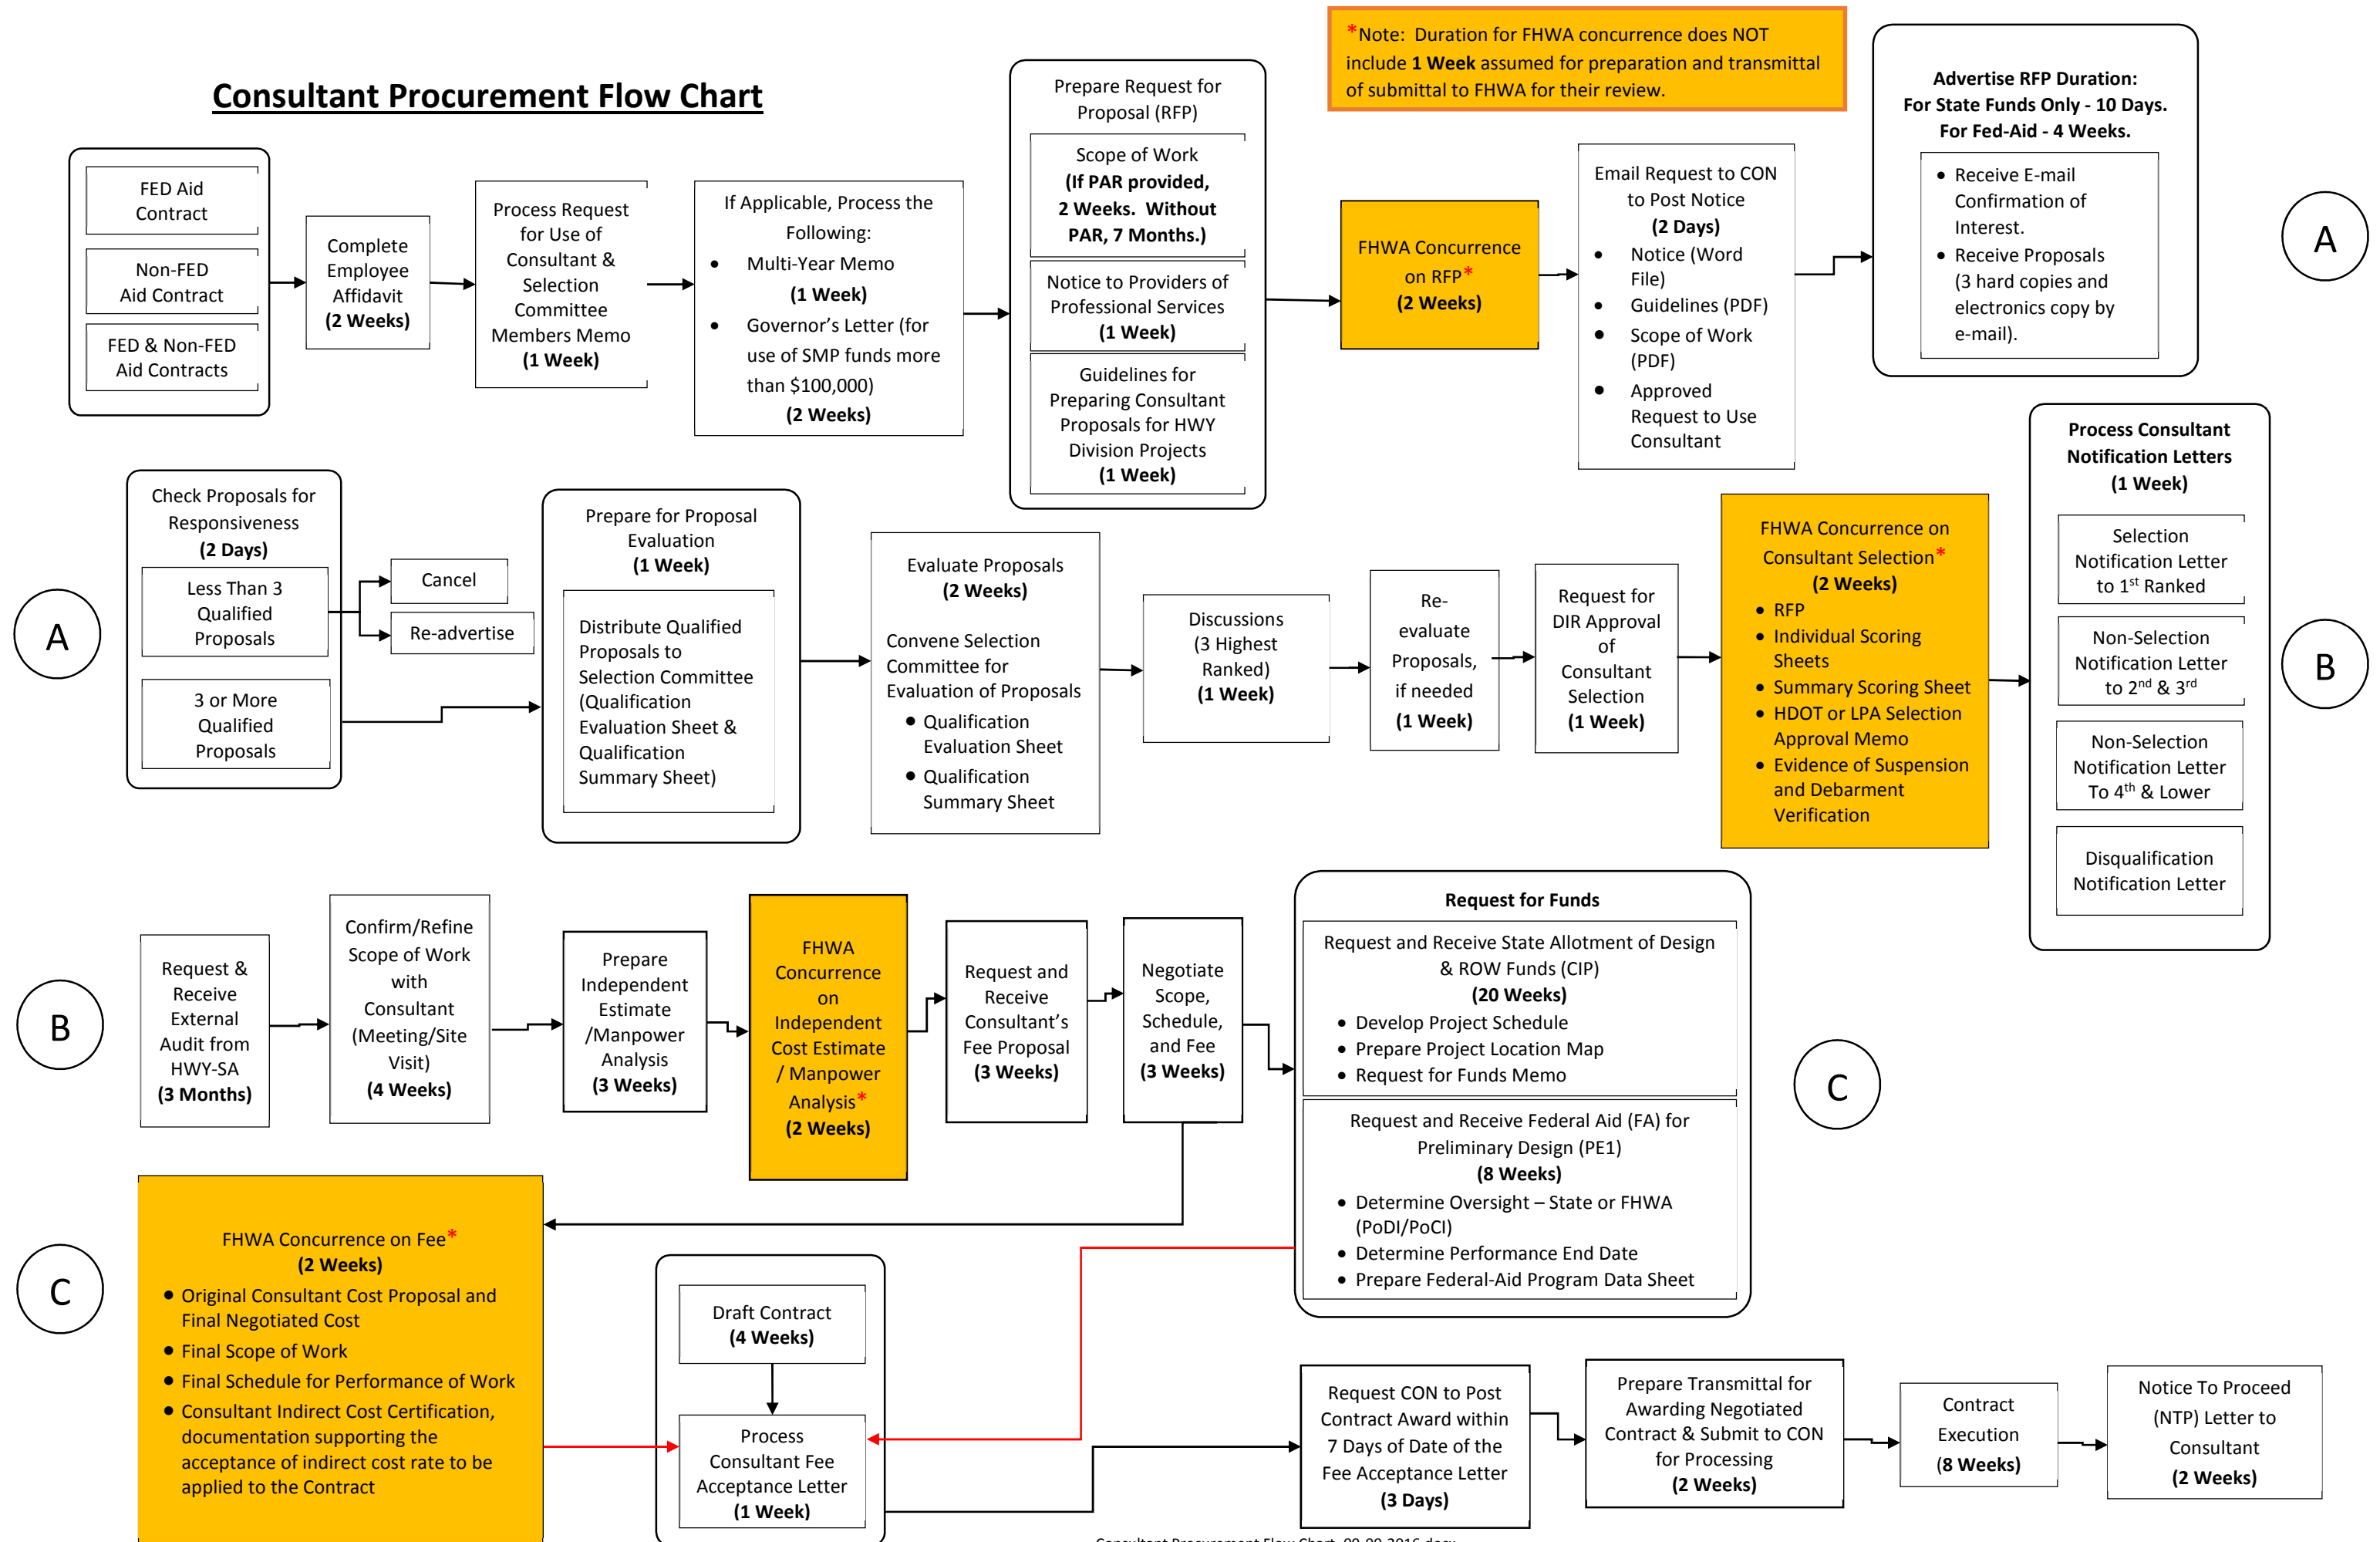 Consultant Procurement Flow Chart
*Note: Duration for FHWA concurrence does NOT
include 1 Week assumed for preparation and transmittal
of submittal to FHWA for their review.
FED Aid
Contract
Non-FED
Aid Contract
FED & Non-FED
Aid Contracts
Complete
Employee
Affidavit
(2 Weeks)
Process Request
for Use of
Consultant &
Selection
Committee
Members Memo
(1 Week)
If Applicable, Process the
Following:
• Multi-Year Memo
(1 Week)
• Governor’s Letter (for
use of SMP funds more
than $100,000)
(2 Weeks)
Prepare Request for
Proposal (RFP)
Scope of Work
(If PAR provided,
2 Weeks. Without
PAR, 7 Months.)
Notice to Providers of
Professional Services
(1 Week)
Guidelines for
Preparing Consultant
Proposals for HWY
Division Projects
(1 Week)
FHWA Concurrence
on RFP*
(2 Weeks)
Email Request to CON
to Post Notice
(2 Days)
• Notice (Word
File)
• Guidelines (PDF)
• Scope of Work
(PDF)
• Approved
Request to Use
Consultant
Advertise RFP Duration:
For State Funds Only - 10 Days.
For Fed-Aid - 4 Weeks.
• Receive E-mail
Confirmation of
Interest.
• Receive Proposals
(3 hard copies and
electronics copy by
e-mail).
A
A
Check Proposals for
Responsiveness
(2 Days)
Less Than 3
Qualified
Proposals
3 or More
Qualified
Proposals
Cancel
Re-advertise
Prepare for Proposal
Evaluation
(1 Week)
Distribute Qualified
Proposals to
Selection Committee
(Qualification
Evaluation Sheet &
Qualification
Summary Sheet)
Evaluate Proposals
(2 Weeks)
Convene Selection
Committee for
Evaluation of Proposals
• Qualification
Evaluation Sheet
• Qualification
Summary Sheet
Discussions
(3 Highest
Ranked)
(1 Week)
Re-
evaluate
Proposals,
if needed
(1 Week)
Request for
DIR Approval
of
Consultant
Selection
(1 Week)
FHWA Concurrence on
Consultant Selection*
(2 Weeks)
• RFP
• Individual Scoring
Sheets
• Summary Scoring Sheet
• HDOT or LPA Selection
Approval Memo
• Evidence of Suspension
and Debarment
Verification
Process Consultant
Notification Letters
(1 Week)
Selection
Notification Letter
to 1st Ranked
Non-Selection
Notification Letter
to 2nd & 3rd
Non-Selection
Notification Letter
To 4th & Lower
Disqualification
Notification Letter
B
B
Request &
Receive
External
Audit from
HWY-SA
(3 Months)
Confirm/Refine
Scope of Work
with
Consultant
(Meeting/Site
Visit)
(4 Weeks)
Prepare
Independent
Estimate
/Manpower
Analysis
(3 Weeks)
FHWA
Concurrence
on
Independent
Cost Estimate
/ Manpower
Analysis*
(2 Weeks)
Request and
Receive
Consultant’s
Fee Proposal
(3 Weeks)
Negotiate
Scope,
Schedule,
and Fee
(3 Weeks)
Request for Funds
Request and Receive State Allotment of Design
& ROW Funds (CIP)
(20 Weeks)
• Develop Project Schedule
• Prepare Project Location Map
• Request for Funds Memo
Request and Receive Federal Aid (FA) for
Preliminary Design (PE1)
(8 Weeks)
• Determine Oversight – State or FHWA
(PoDI/PoCI)
• Determine Performance End Date
• Prepare Federal-Aid Program Data Sheet
C
C
FHWA Concurrence on Fee*
(2 Weeks)
• Original Consultant Cost Proposal and
Final Negotiated Cost
• Final Scope of Work
• Final Schedule for Performance of Work
• Consultant Indirect Cost Certification,
documentation supporting the
acceptance of indirect cost rate to be
applied to the Contract
Draft Contract
(4 Weeks)
Process
Consultant Fee
Acceptance Letter
(1 Week)
Request CON to Post
Contract Award within
7 Days of Date of the
Fee Acceptance Letter
(3 Days)
Prepare Transmittal for
Awarding Negotiated
Contract & Submit to CON
for Processing
(2 Weeks)
Contract
Execution
(8 Weeks)
Notice To Proceed
(NTP) Letter to
Consultant
(2 Weeks)
Consultant Procurement Flow Chart